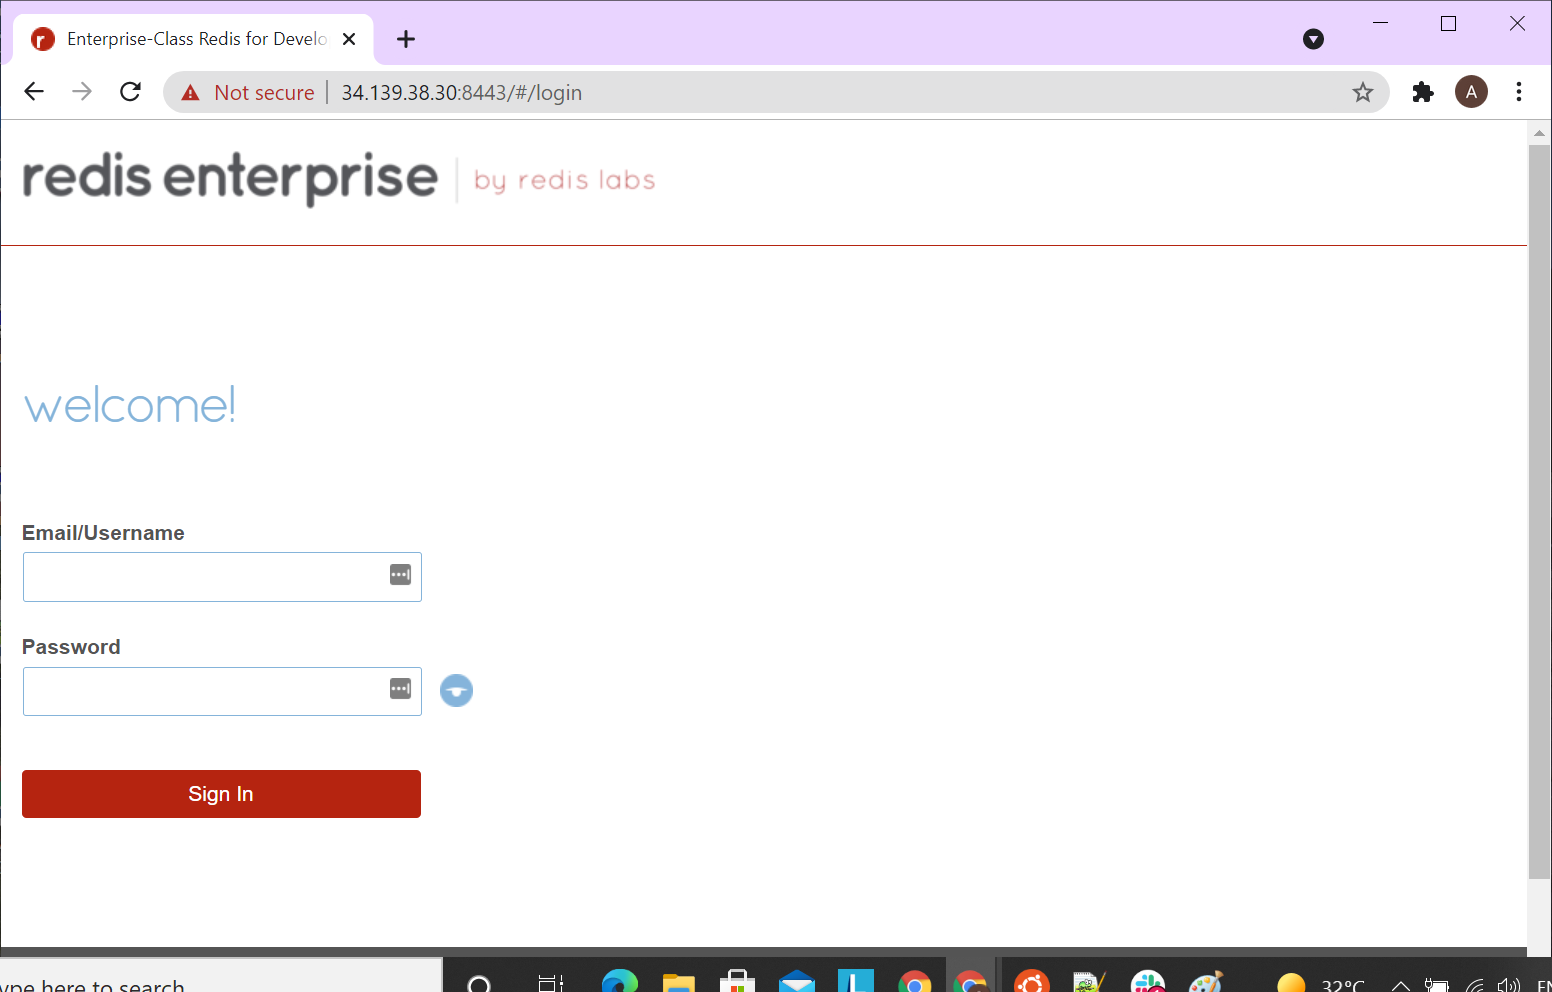 Enterprise-Class Redis for Develo
Not secure
34.139.38.30:8443/#/login
A
redis enterprise
by redis labs
welcome!
Email/Username
Password
Sign In
ype here to search
32°C